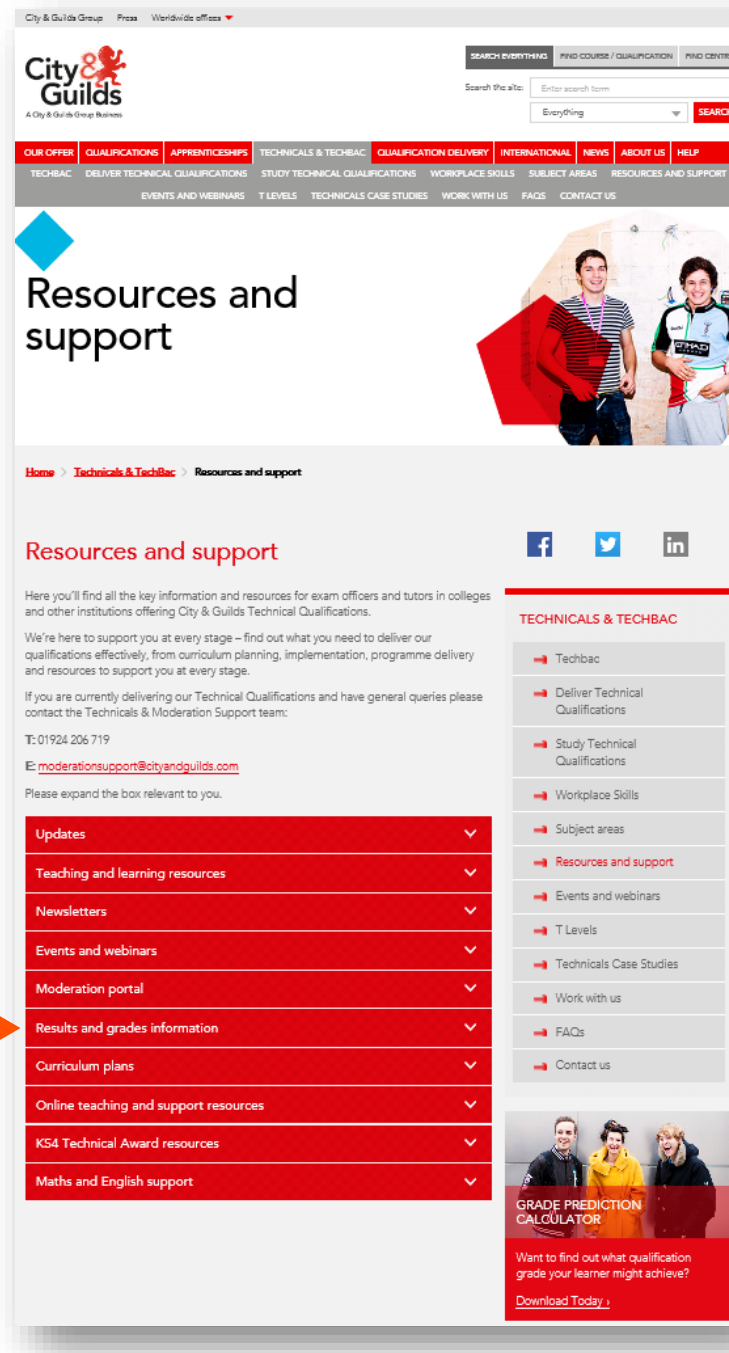 City & Guilds Group Press Worldwide offices
City &
Guilds
A City & Guilds Group Business
SEARCH EVERYTHING FIND COURSE / QUALIFICATION FIND CENTR
Search the site: Enter search term
Everything SEARCH
OUR OFFER QUALIFICATIONS APPRENTICESHIPS TECHNICALS & TECHBAC QUALIFICATION DELIVERY INTERNATIONAL NEWS ABOUT US HELP
TECHBAC DELIVER TECHNICAL QUALIFICATIONS STUDY TECHNICAL QUALIFICATIONS WORKPLACE SKILLS SUBJECT AREAS RESOURCES AND SUPPORT
EVENTS AND WEBINARS T LEVELS TECHNICALS CASE STUDIES WORK WITH US FAQS CONTACT US
Resources and
support
ETIHAD
Home > Technicals & TechBac > Resources and support
Resources and support
Here you'll find all the key information and resources for exam officers and tutors in colleges
and other institutions offering City & Guilds Technical Qualifications.
We're here to support you at every stage – find out what you need to deliver our
qualifications effectively, from curriculum planning, implementation, programme delivery
and resources to support you at every stage.
If you are currently delivering our Technical Qualifications and have general queries please
contact the Technicals & Moderation Support team:
T: 01924 206 719
E: moderationsupport@cityandguilds.com
Please expand the box relevant to you.
Updates
Teaching and learning resources
Newsletters
Events and webinars
Moderation portal
Results and grades information
Curriculum plans
Online teaching and support resources
KS4 Technical Award resources
Maths and English support
TECHNICALS & TECHBAC
Techbac
Deliver Technical
Qualifications
Study Technical
Qualifications
Workplace Skills
Subject areas
Resources and support
Events and webinars
T Levels
Technicals Case Studies
Work with us
FAQs
Contact us
GRADE PREDICTION
CALCULATOR
Want to find out what qualification
grade your learner might achieve?
Download Today ›